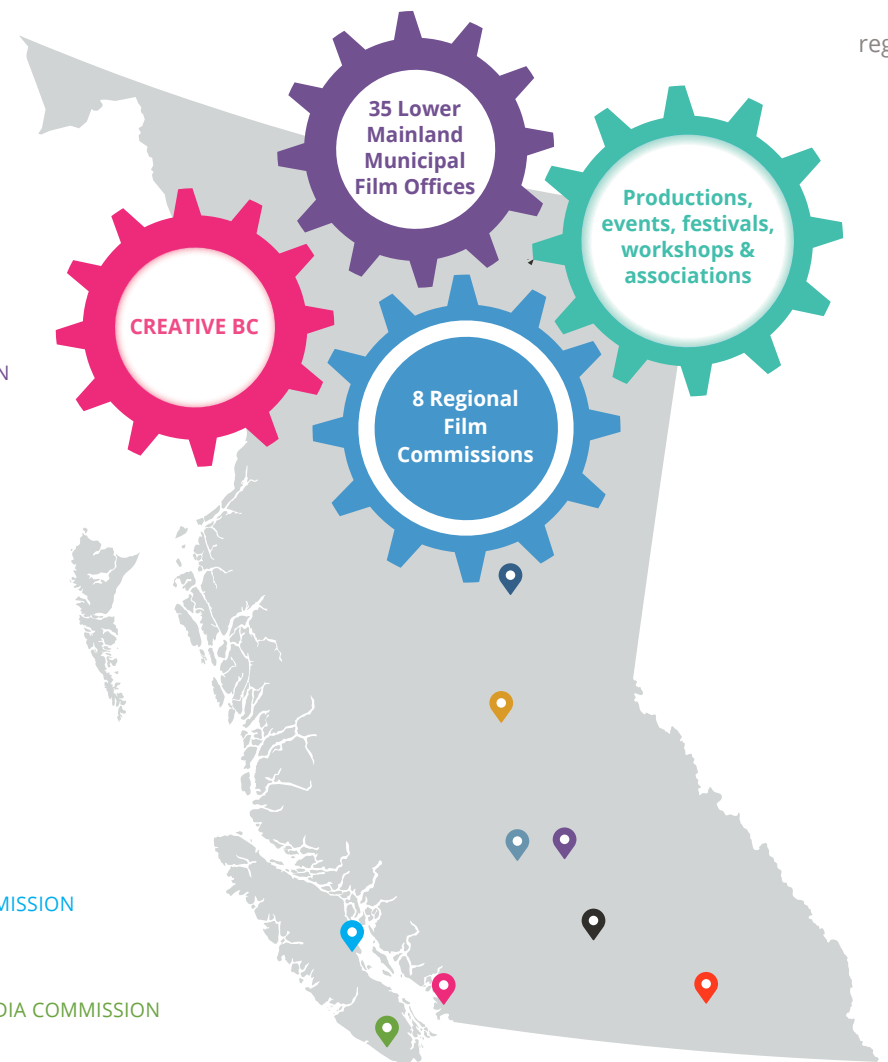 reg
35 Lower
Mainland
Municipal
Film Offices
Productions,
events, festivals,
workshops &
associations
CREATIVE BC
N
8 Regional
Film
Commissions
MISSION
DIA COMMISSION